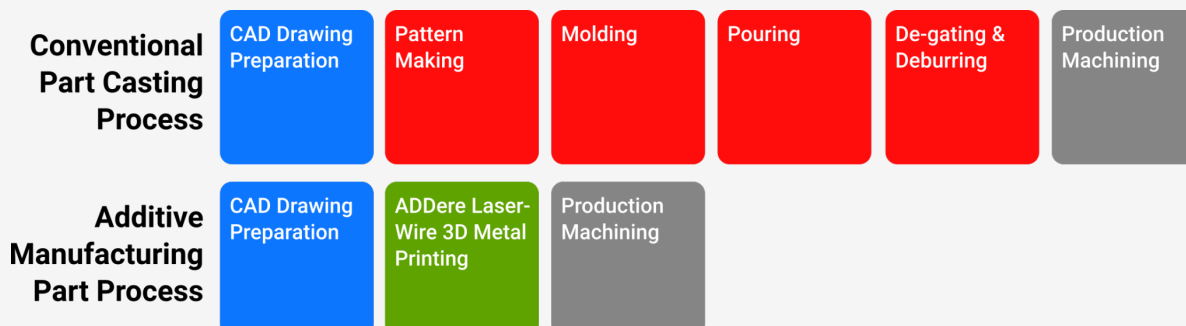 Conventional
Part Casting
Process
CAD Drawing
Preparation
Pattern
Making
Molding
Pouring
De-gating &
Deburring
Production
Machining
Additive
Manufacturing
Part Process
CAD Drawing
Preparation
ADDere Laser-
Wire 3D Metal
Printing
Production
Machining